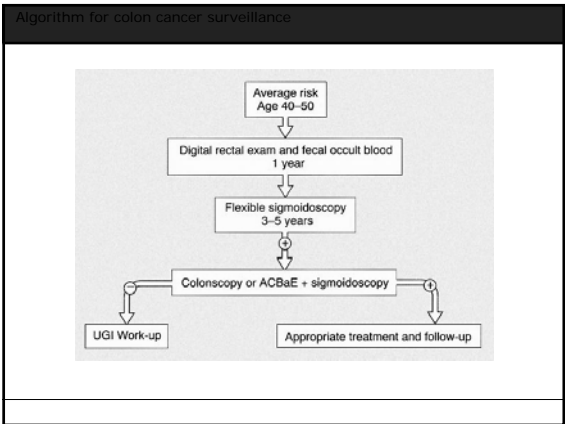 Algorithm for colon cancer surveillance
Average risk
Age 40–50
Digital rectal exam and fecal occult blood
1 year
Flexible sigmoidoscopy
3–5 years
+
Colonscopy or ACBaE + sigmoidoscopy
−
+
UGI Work-up
Appropriate treatment and follow-up